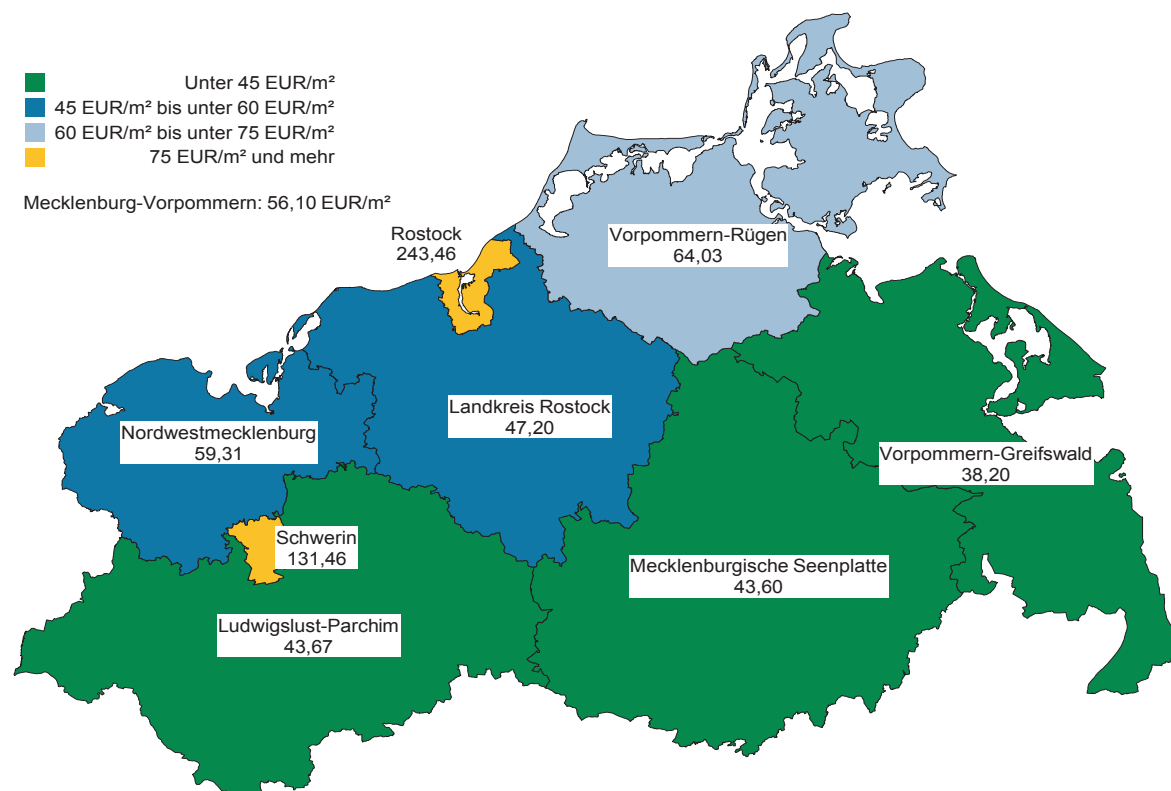 Unter 45 EUR/m²
45 EUR/m² bis unter 60 EUR/m²
60 EUR/m² bis unter 75 EUR/m²
75 EUR/m² und mehr
Mecklenburg-Vorpommern: 56,10 EUR/m²
Rostock
243,46
Vorpommern-Rügen
64,03
Landkreis Rostock
47,20
Nordwestmecklenburg
59,31
Vorpommern-Greifswald
38,20
Schwerin
131,46
Mecklenburgische Seenplatte
43,60
Ludwigslust-Parchim
43,67